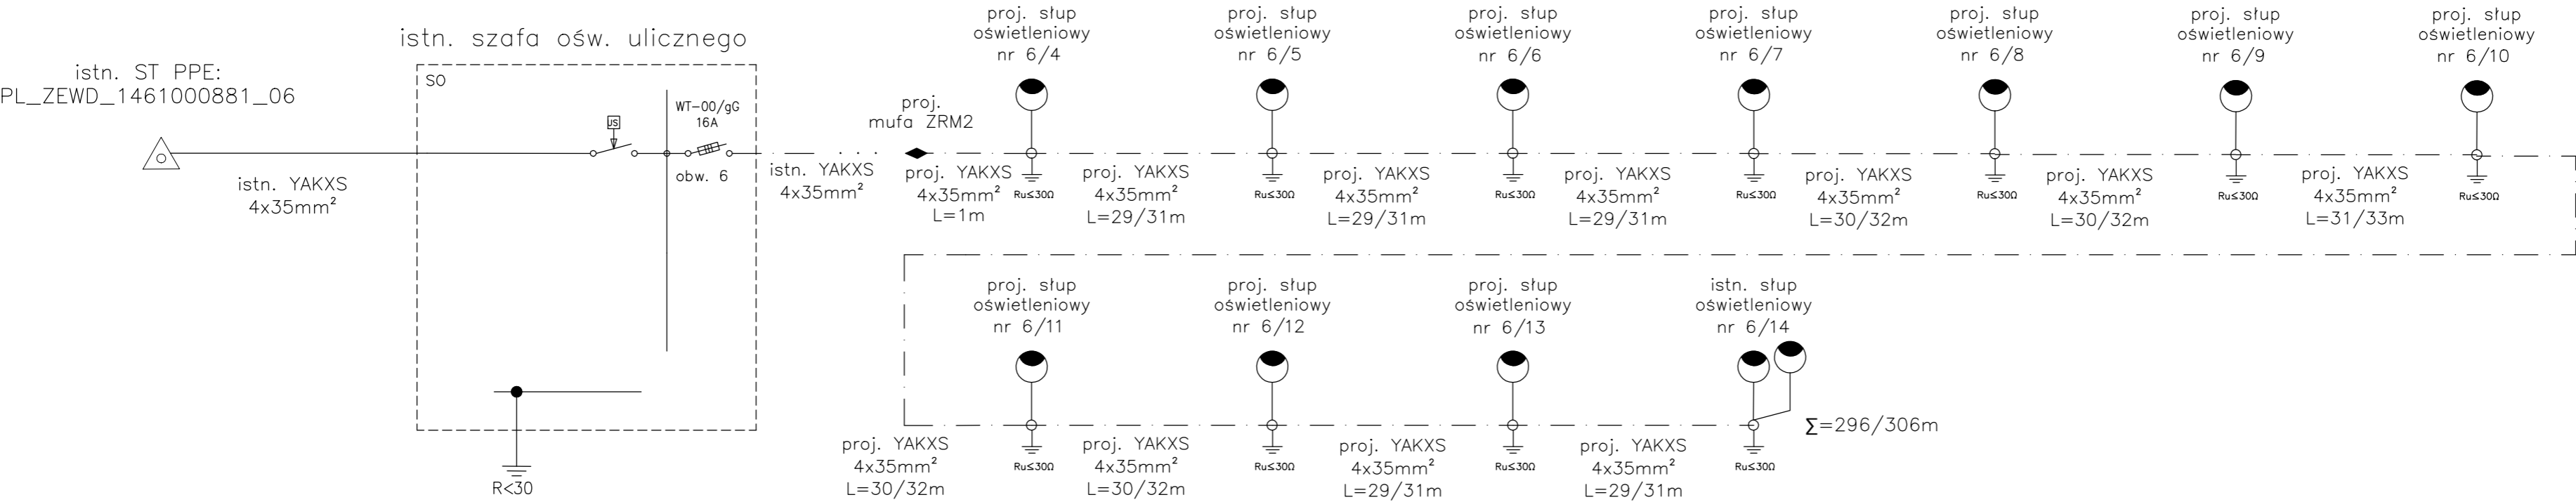 istn. ST PPE:
PL_ZEWD_1461000881_06
istn. YAKXS
4x35mm²
istn. szafa ośw. ulicznego
SO
US
WT-00/gG
16A
obw. 6
R<30
istn. YAKXS
4x35mm²
proj.
mufa ZRM2
proj. YAKXS
4x35mm²
L=1m
proj. słup
oświetleniowy
nr 6/4
Ru≤30Ω
proj. YAKXS
4x35mm²
L=29/31m
proj. słup
oświetleniowy
nr 6/5
Ru≤30Ω
proj. YAKXS
4x35mm²
L=29/31m
proj. słup
oświetleniowy
nr 6/6
Ru≤30Ω
proj. YAKXS
4x35mm²
L=29/31m
proj. słup
oświetleniowy
nr 6/7
Ru≤30Ω
proj. YAKXS
4x35mm²
L=30/32m
proj. słup
oświetleniowy
nr 6/8
Ru≤30Ω
proj. YAKXS
4x35mm²
L=30/32m
proj. słup
oświetleniowy
nr 6/9
Ru≤30Ω
proj. YAKXS
4x35mm²
L=31/33m
proj. słup
oświetleniowy
nr 6/10
Ru≤30Ω
proj. YAKXS
4x35mm²
L=30/32m
proj. słup
oświetleniowy
nr 6/11
Ru≤30Ω
proj. YAKXS
4x35mm²
L=30/32m
proj. słup
oświetleniowy
nr 6/12
Ru≤30Ω
proj. YAKXS
4x35mm²
L=29/31m
proj. słup
oświetleniowy
nr 6/13
Ru≤30Ω
proj. YAKXS
4x35mm²
L=29/31m
istn. słup
oświetleniowy
nr 6/14
Ru≤30Ω
Σ=296/306m